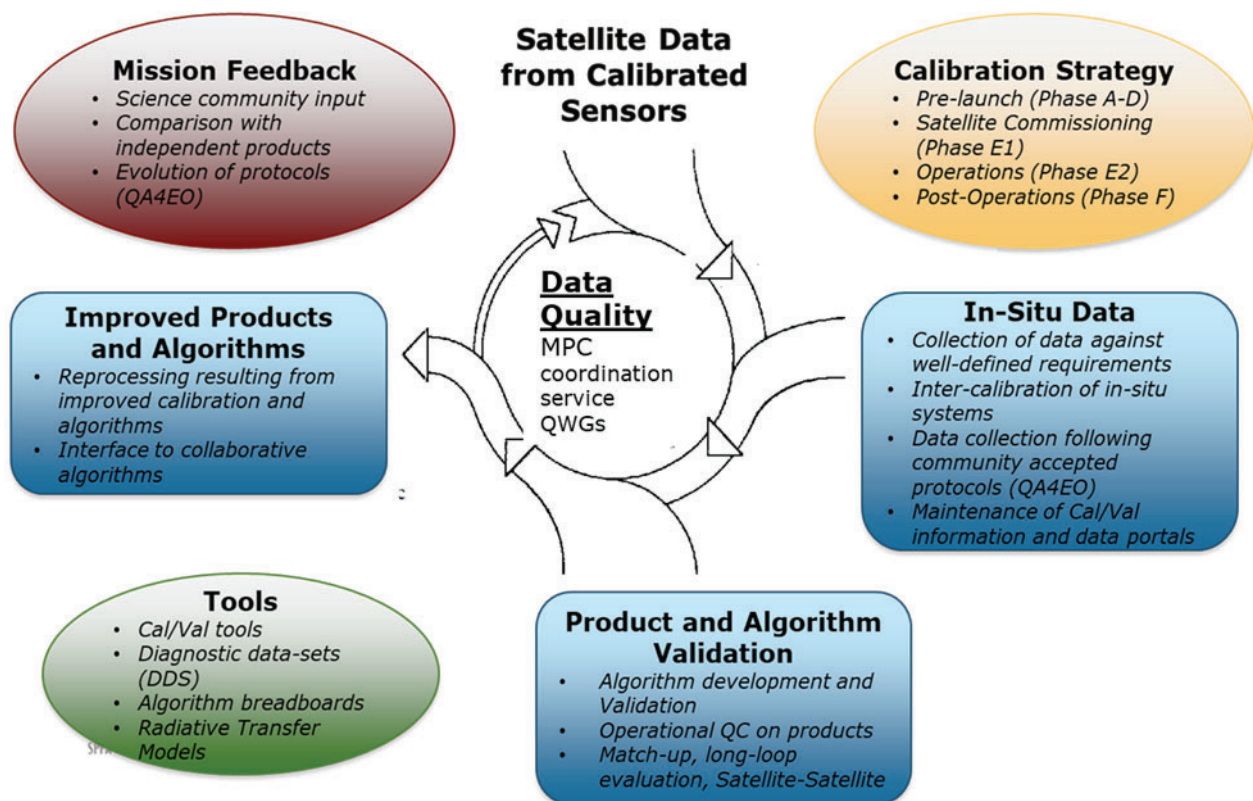 Satellite Data
from Calibrated
Sensors
Mission Feedback
• Science community input
• Comparison with
independent products
• Evolution of protocols
(QA4EO)
Calibration Strategy
• Pre-launch (Phase A-D)
• Satellite Commissioning
(Phase E1)
• Operations (Phase E2)
• Post-Operations (Phase F)
Data
Quality
MPC
coordination
service
QWGs
Improved Products
and Algorithms
• Reprocessing resulting from
improved calibration and
algorithms
• Interface to collaborative
algorithms
In-Situ Data
• Collection of data against
well-defined requirements
• Inter-calibration of in-situ
systems
• Data collection following
community accepted
protocols (QA4EO)
• Maintenance of Cal/Val
information and data portals
Tools
• Cal/Val tools
• Diagnostic data-sets
(DDS)
• Algorithm breadboards
• Radiative Transfer
Models
Product and Algorithm
Validation
• Algorithm development and
Validation
• Operational QC on products
• Match-up, long-loop
evaluation, Satellite-Satellite